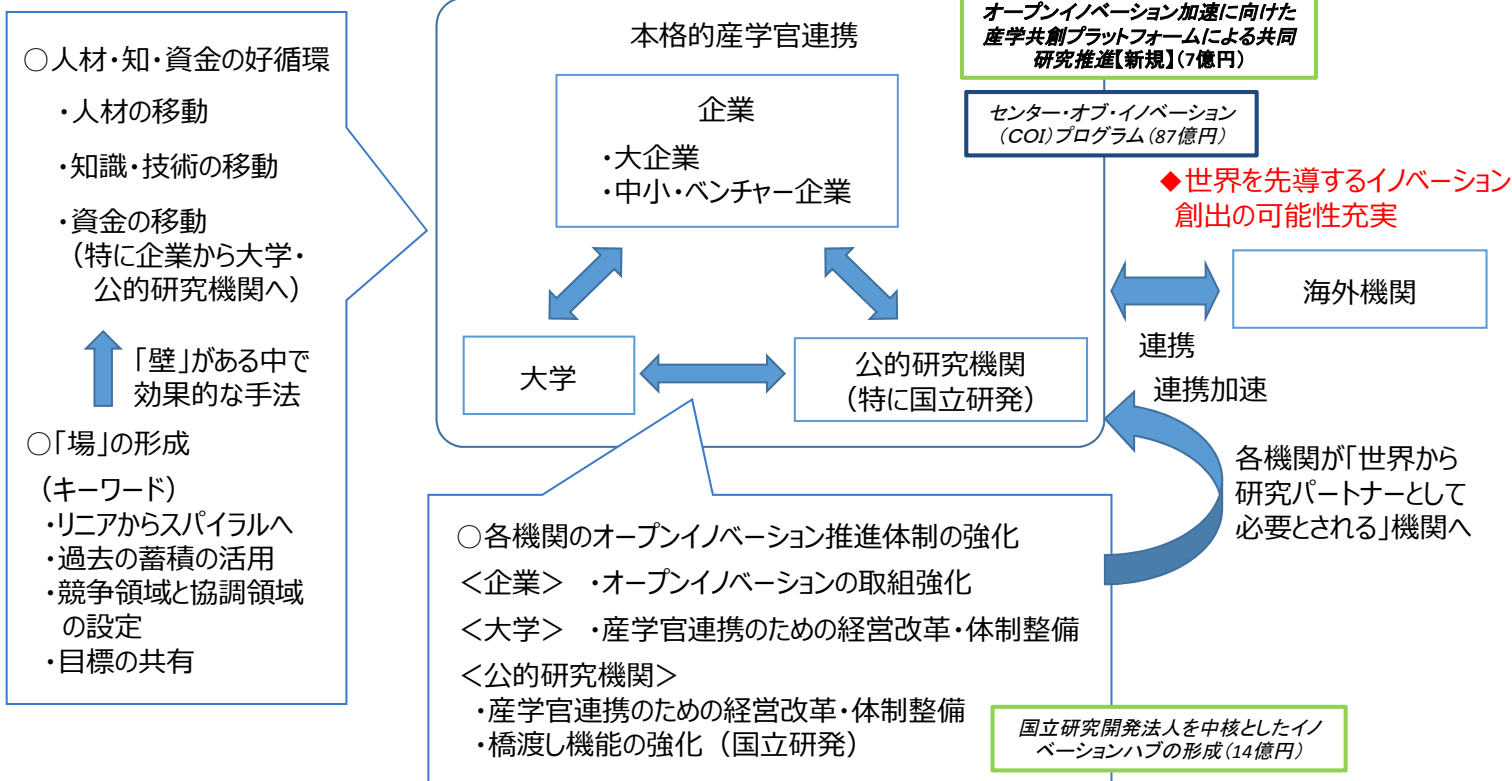 ○人材・知・資金の好循環
・人材の移動
・知識・技術の移動
・資金の移動
(特に企業から大学・
公的研究機関へ)
「壁」がある中で
効果的な手法
○「場」の形成
(キーワード)
・リニアからスパイラルへ
・過去の蓄積の活用
・競争領域と協調領域
の設定
・目標の共有
本格的産学官連携
企業
・大企業
・中小・ベンチャー企業
大学
公的研究機関
(特に国立研発)
オープンイノベーション加速に向けた
産学共創プラットフォームによる共同
研究推進【新規】(7億円)
センター・オブ・イノベーション
(COI)プログラム(87億円)
◆世界を先導するイノベーション
創出の可能性充実
海外機関
連携
連携加速
各機関が「世界から
研究パートナーとして
必要とされる」機関へ
○各機関のオープンイノベーション推進体制の強化
<企業> ・オープンイノベーションの取組強化
<大学> ・産学官連携のための経営改革・体制整備
<公的研究機関>
・産学官連携のための経営改革・体制整備
・橋渡し機能の強化(国立研発)
国立研究開発法人を中核としたイノ
ベーションハブの形成(14億円)